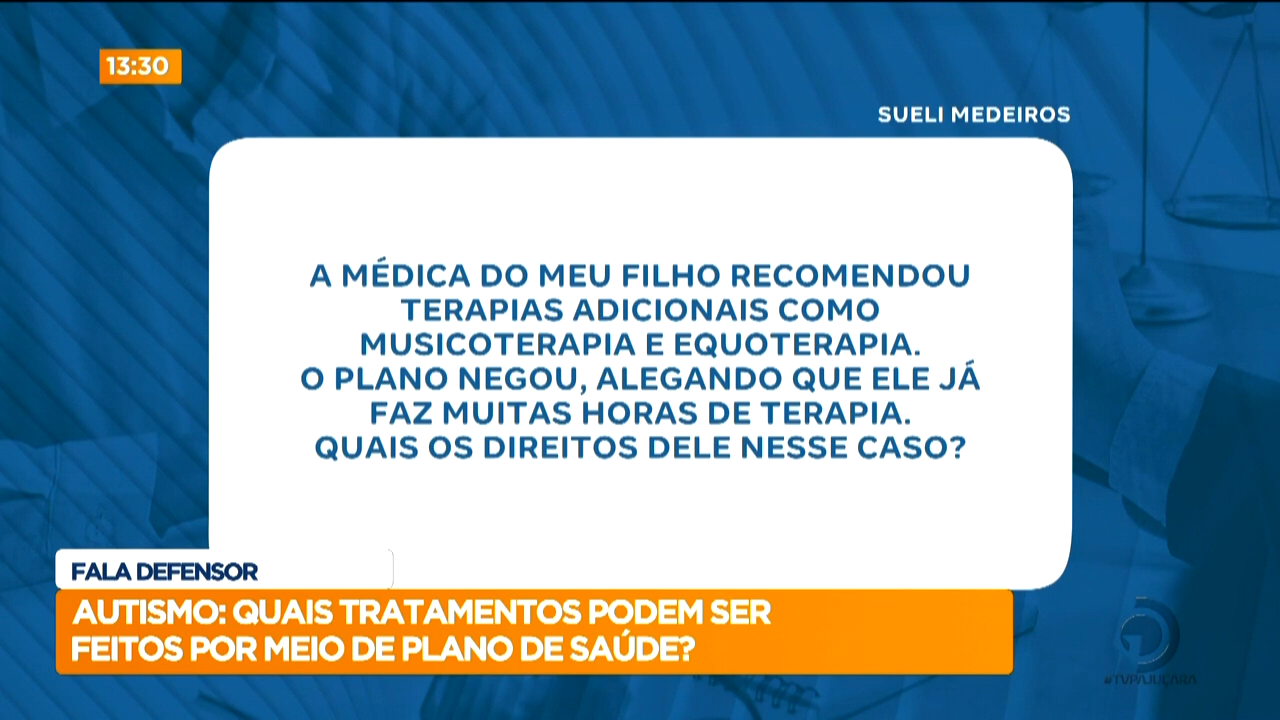 13:30
SUELI MEDEIROS
A MÉDICA DO MEU FILHO RECOMENDOU
TERAPIAS ADICIONAIS COMO
MUSICOTERAPIA E EQUOTERAPIA.
O PLANO NEGOU, ALEGANDO QUE ELE JÁ
FAZ MUITAS HORAS DE TERAPIA.
QUAIS OS DIREITOS DELE NESSE CASO?
FALA DEFENSOR
AUTISMO: QUAIS TRATAMENTOS PODEM SER
FEITOS POR MEIO DE PLANO DE SAÚDE?
#TVPAJUÇARA